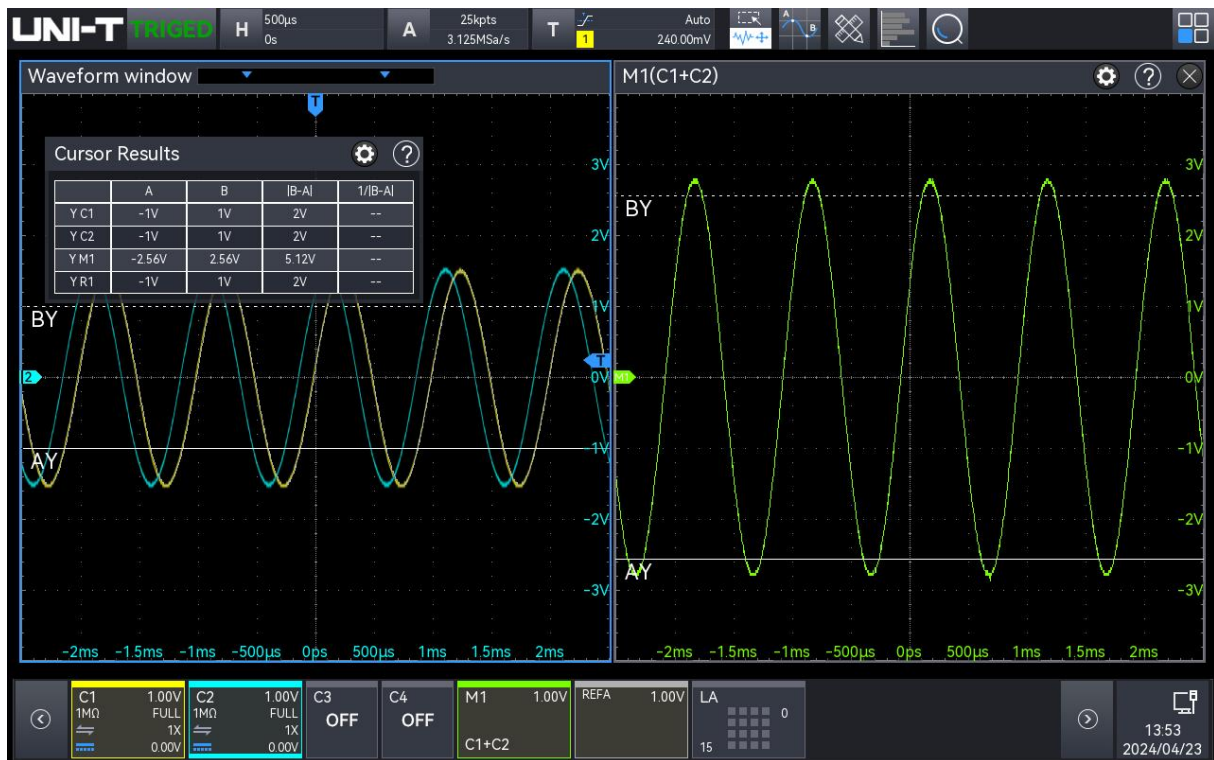 UNI-T TRIGED H 500μs 0s A 25kpts 3.125MSa/s T 1 Auto 240.00mV A B
Waveform window
T
Cursor Results ?
A B |B-A| 1/|B-A|
Y C1 -1V 1V 2V --
Y C2 -1V 1V 2V --
Y M1 -2.56V 2.56V 5.12V --
Y R1 -1V 1V 2V --
3V
2V
1V
BY
T
2 0V
-1V
AY
-2V
-3V
-2ms -1.5ms -1ms -500μs 0ps 500μs 1ms 1.5ms 2ms
M1(C1+C2) ?
3V
BY
2V
1V
M1 0V
-1V
-2V
AY
-3V
-2ms -1.5ms -1ms -500μs 0ps 500μs 1ms 1.5ms 2ms
C1 1.00V
1MΩ FULL
1X
0.00V
C2 1.00V
1MΩ FULL
1X
0.00V
C3
OFF
C4
OFF
M1 1.00V
C1+C2
REFA 1.00V
LA
0
15
13:53
2024/04/23